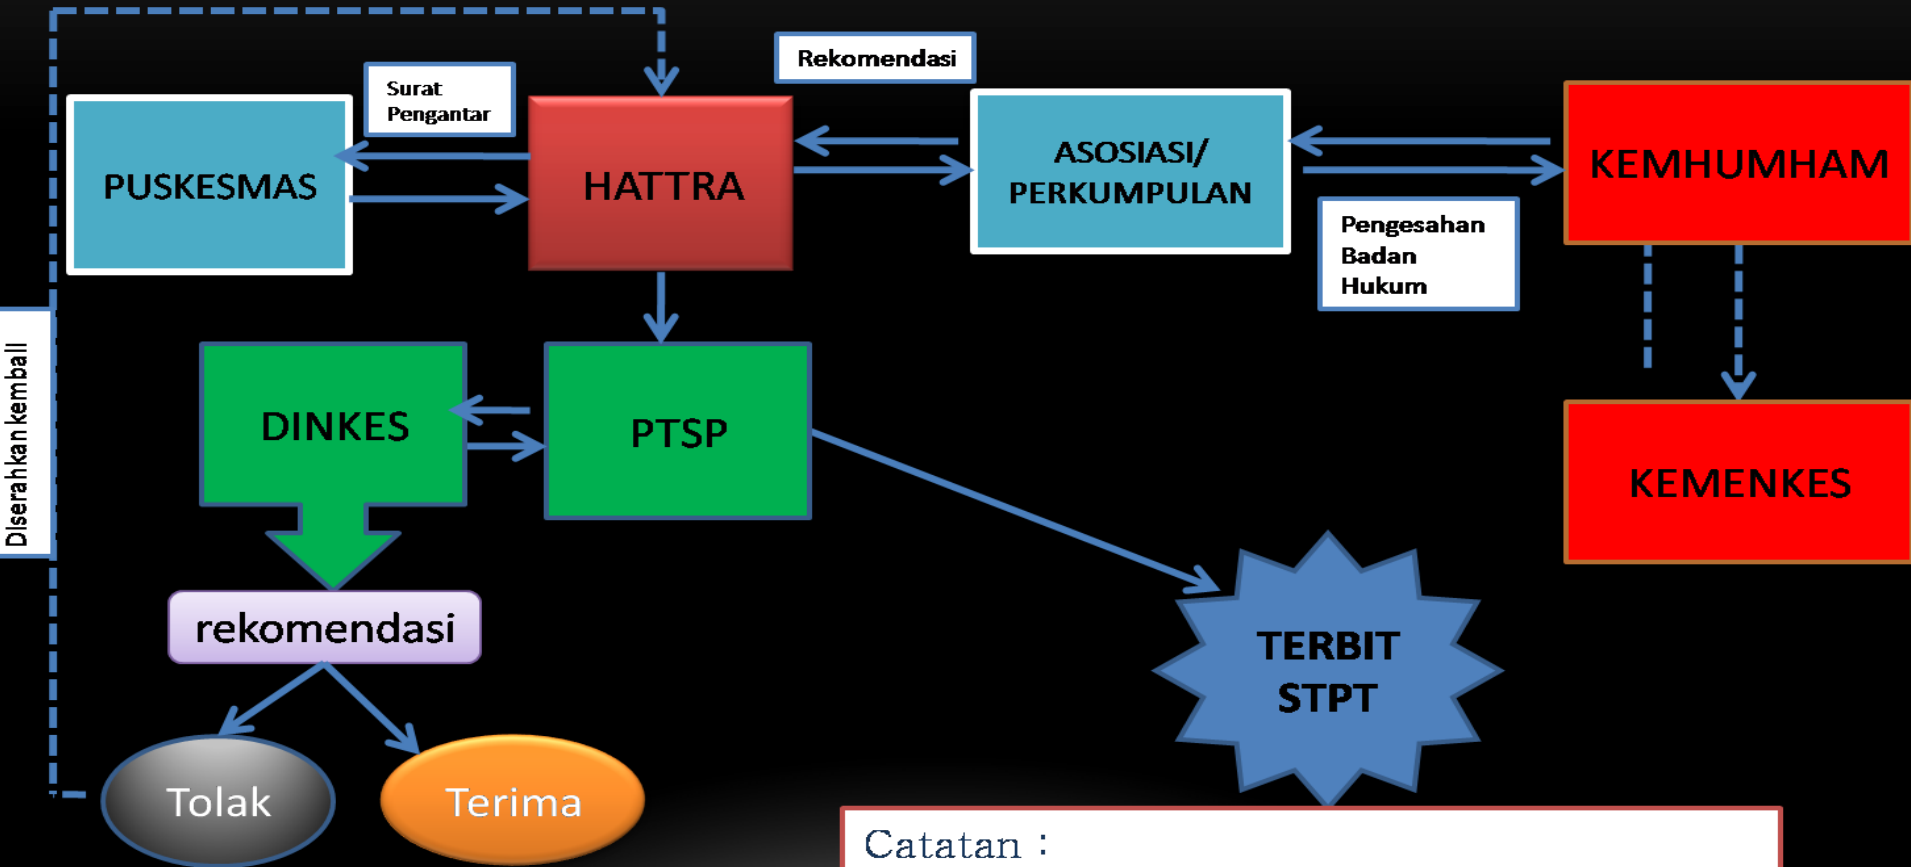 Rekomendasi
Surat
Pengantar
PUSKESMAS
HATTRA
ASOSIASI/
PERKUMPULAN
KEMHUMHAM
Pengesahan
Badan
Hukum
Diserahkan kembali
DINKES
PTSP
KEMENKES
rekomendasi
TERBIT
STPT
Tolak
Terima
Catatan :